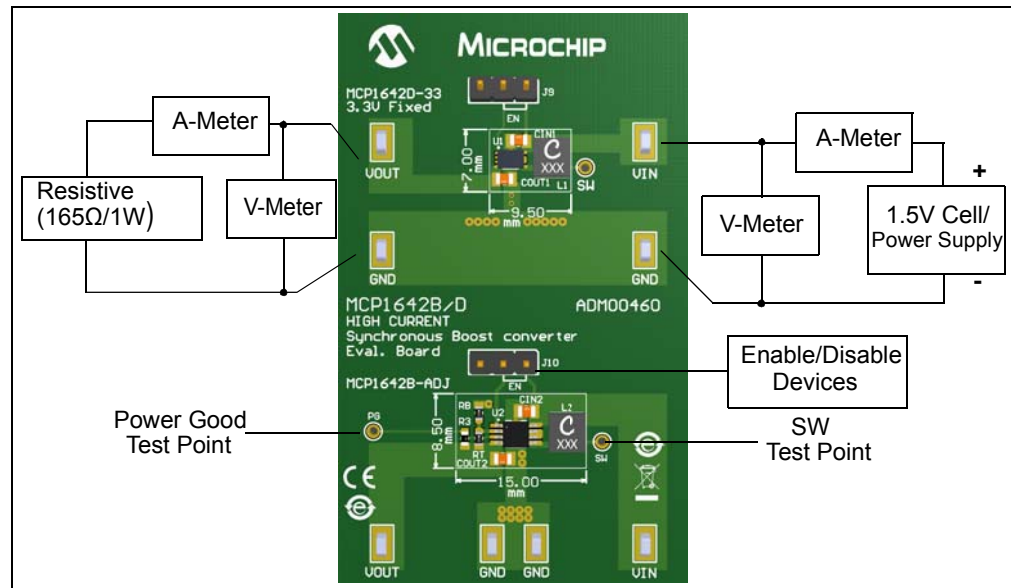 MICROCHIP
MCP1642D-33
3.3V Fixed
J9
EN
A-Meter
V-Meter
Resistive
(165Ω/1W)
VOUT
U1
CIN1
C
XXX
COUT1
L1
SW
7.00
mm
9.50
mm
VIN
A-Meter
V-Meter
+
1.5V Cell/
Power Supply
-
GND
GND
MCP1642B/D
ADM00460
HIGH CURRENT
Synchronous Boost converter
Eval. Board
J10
EN
Enable/Disable
Devices
MCP1642B-ADJ
Power Good
Test Point
PG
RB
R3
RT
COUT2
U2
CIN2
L2
C
XXX
SW
8.50
mm
15.00
mm
SW
Test Point
CE
e
e
VOUT
GND
GND
VIN